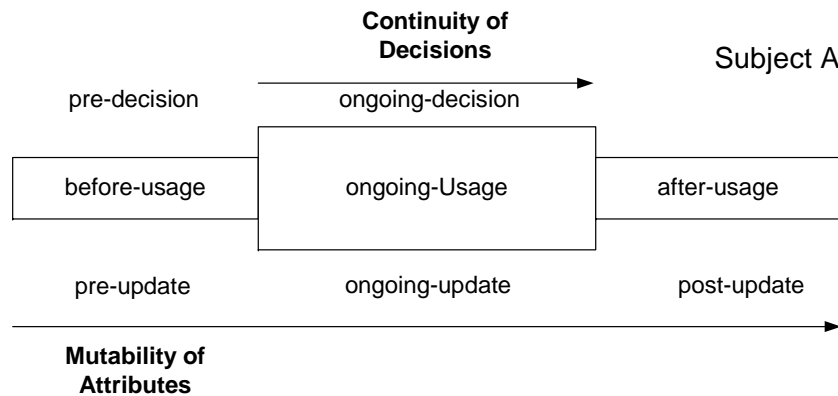 Continuity of
Decisions
Subject A
pre-decision
ongoing-decision
before-usage
ongoing-Usage
after-usage
pre-update
ongoing-update
post-update
Mutability of
Attributes